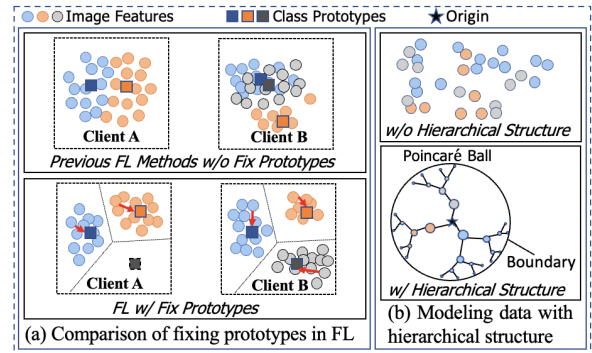 Image Features
Class Prototypes
Origin
Client A
Client B
Previous FL Methods w/o Fix Prototypes
Client A
Client B
FL w/ Fix Prototypes
(a) Comparison of fixing prototypes in FL
w/o Hierarchical Structure
Poincaré Ball
Boundary
w/ Hierarchical Structure
(b) Modeling data with
hierarchical structure